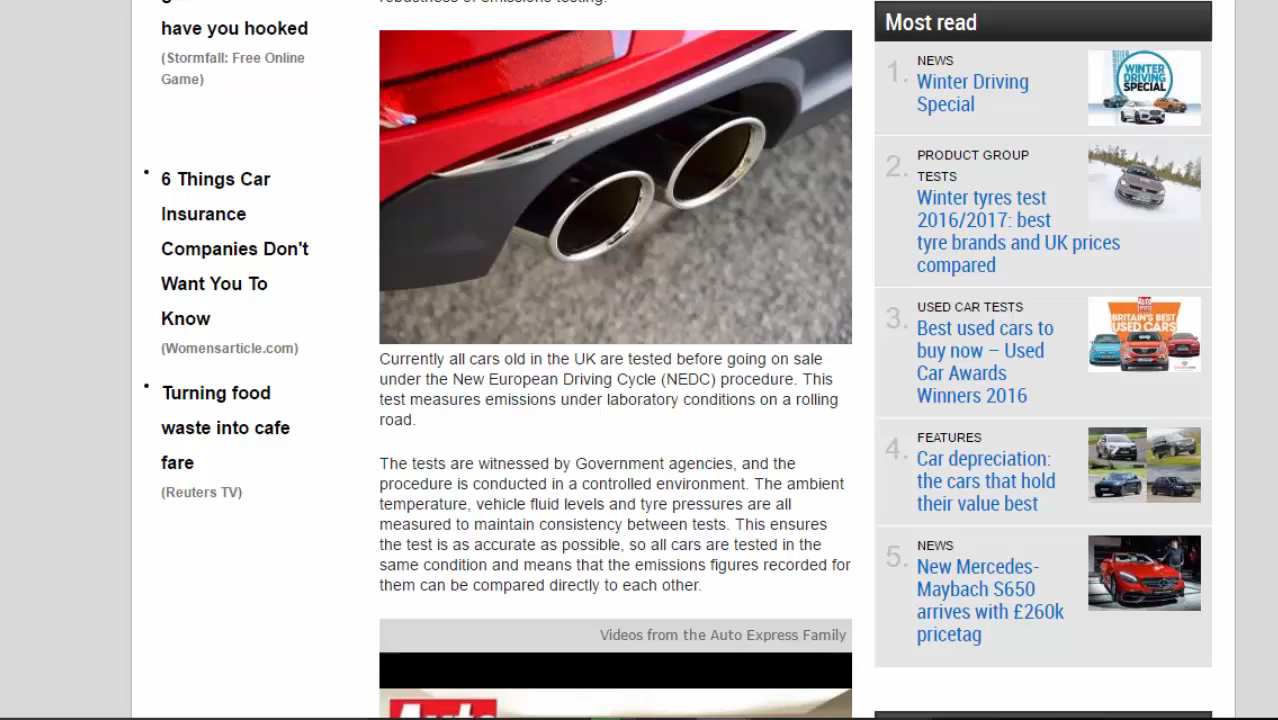 have you hooked
(Stormfall: Free Online
Game)
6 Things Car
Insurance
Companies Don't
Want You To
Know
(Womensarticle.com)
Turning food
waste into cafe
fare
(Reuters TV)
robustness of emissions testing.
Currently all cars old in the UK are tested before going on sale
under the New European Driving Cycle (NEDC) procedure. This
test measures emissions under laboratory conditions on a rolling
road.
The tests are witnessed by Government agencies, and the
procedure is conducted in a controlled environment. The ambient
temperature, vehicle fluid levels and tyre pressures are all
measured to maintain consistency between tests. This ensures
the test is as accurate as possible, so all cars are tested in the
same condition and means that the emissions figures recorded for
them can be compared directly to each other.
Videos from the Auto Express Family
Auto
Most read
1. NEWS
Winter Driving
Special
WINTER
DRIVING
SPECIAL
2. PRODUCT GROUP
TESTS
Winter tyres test
2016/2017: best
tyre brands and UK prices
compared
3. USED CAR TESTS
Best used cars to
buy now – Used
Car Awards
Winners 2016
BRITAIN'S BEST
USED CARS
4. FEATURES
Car depreciation:
the cars that hold
their value best
5. NEWS
New Mercedes-
Maybach S650
arrives with £260k
pricetag